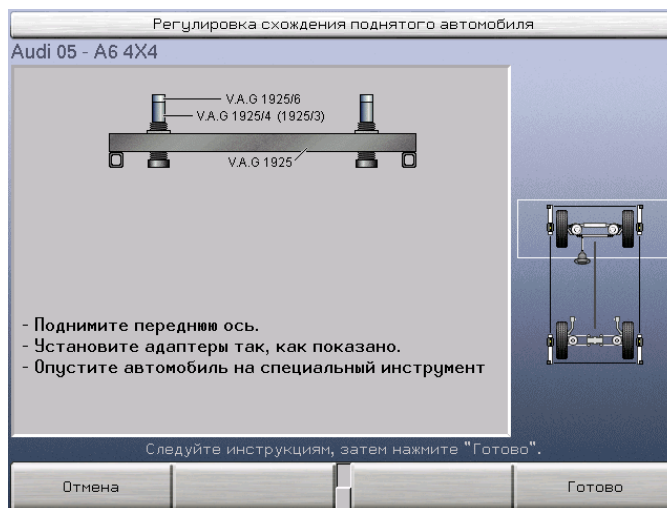 Регулировка схождения поднятого автомобиля
Audi 05 - A6 4X4
V.A.G 1925/6
V.A.G 1925/4 (1925/3)
V.A.G 1925
- Поднимите переднюю ось.
- Установите адаптеры так, как показано.
- Опустите автомобиль на специальный инструмент
Следуйте инструкциям, затем нажмите "Готово".
Отмена
Готово